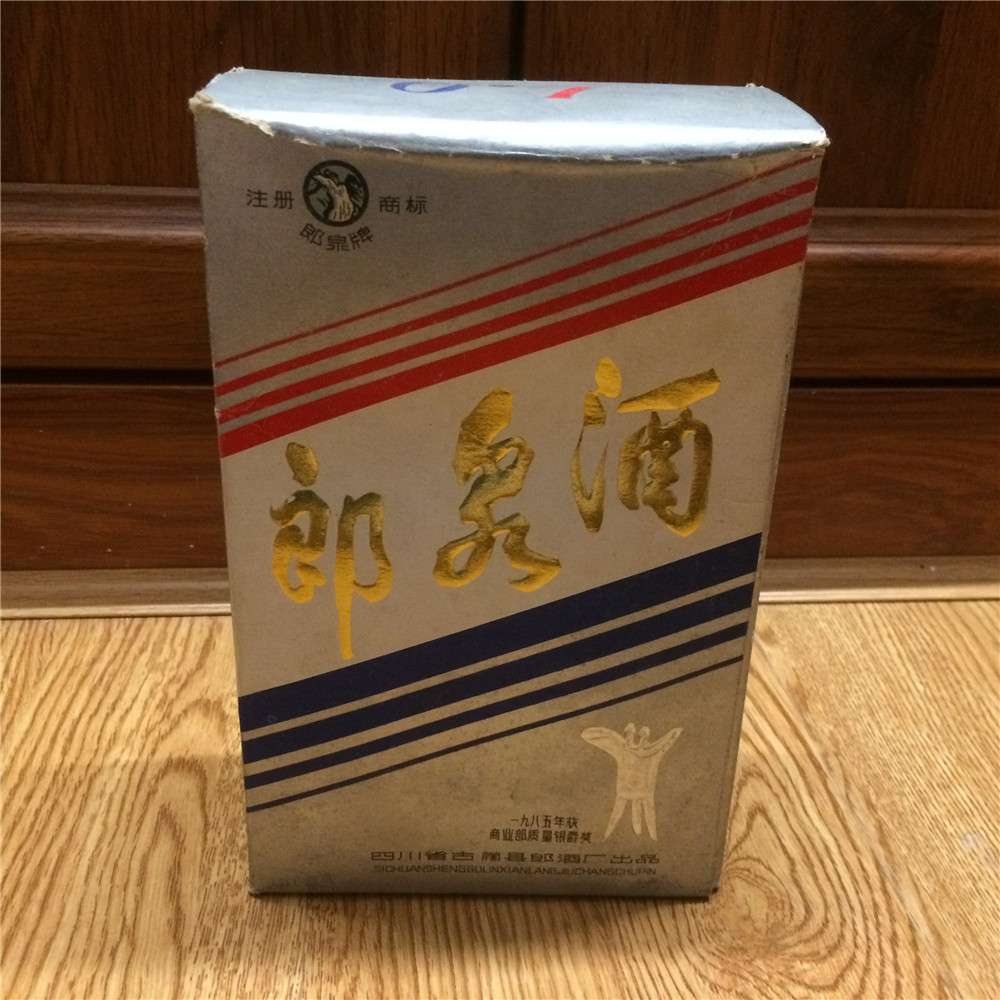 注册 商标
郎泉牌
郎泉酒
一九八五年获
商业部质量银爵奖
四川省古蔺县郎酒厂出品
SICHUANSHENGGULINXIANLANGJIUCHANGCHUPIN